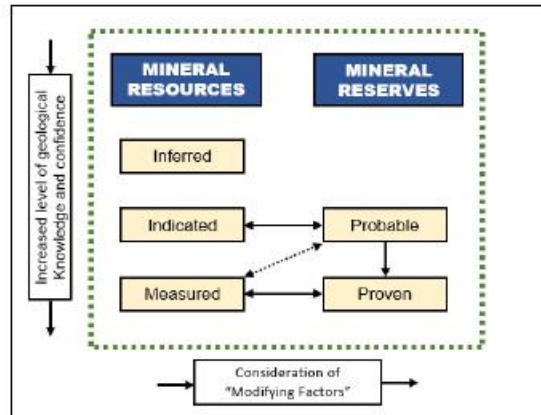 Increased level of geological
Knowledge and confidence
MINERAL
RESOURCES
MINERAL
RESERVES
Inferred
Indicated
Probable
Measured
Proven
Consideration of
"Modifying Factors"